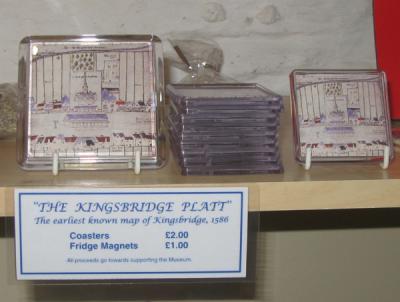 "THE KINGSBRIDGE PLATT"
The earliest known map of Kingsbridge, 1586
Coasters £2.00
Fridge Magnets £1.00
All proceeds go towards supporting the Museum.